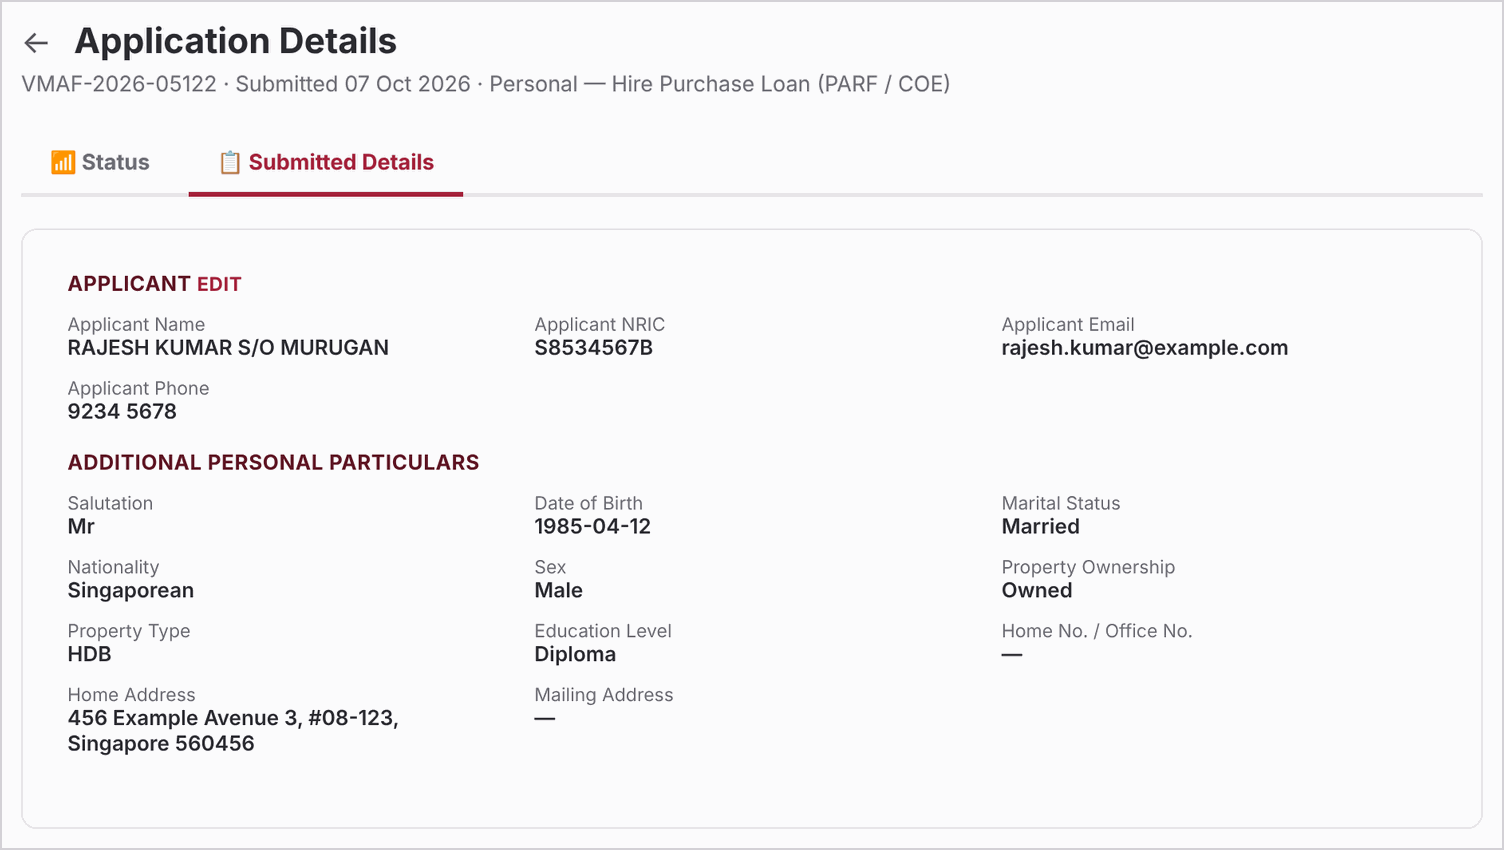 Application Details
VMAF-2026-05122 · Submitted 07 Oct 2026 · Personal — Hire Purchase Loan (PARF / COE)
Status
Submitted Details
APPLICANT EDIT
Applicant Name
RAJESH KUMAR S/O MURUGAN
Applicant NRIC
S8534567B
Applicant Email
rajesh.kumar@example.com
Applicant Phone
9234 5678
ADDITIONAL PERSONAL PARTICULARS
Salutation
Mr
Date of Birth
1985-04-12
Marital Status
Married
Nationality
Singaporean
Sex
Male
Property Ownership
Owned
Property Type
HDB
Education Level
Diploma
Home No. / Office No.
—
Home Address
456 Example Avenue 3, #08-123,
Singapore 560456
Mailing Address
—